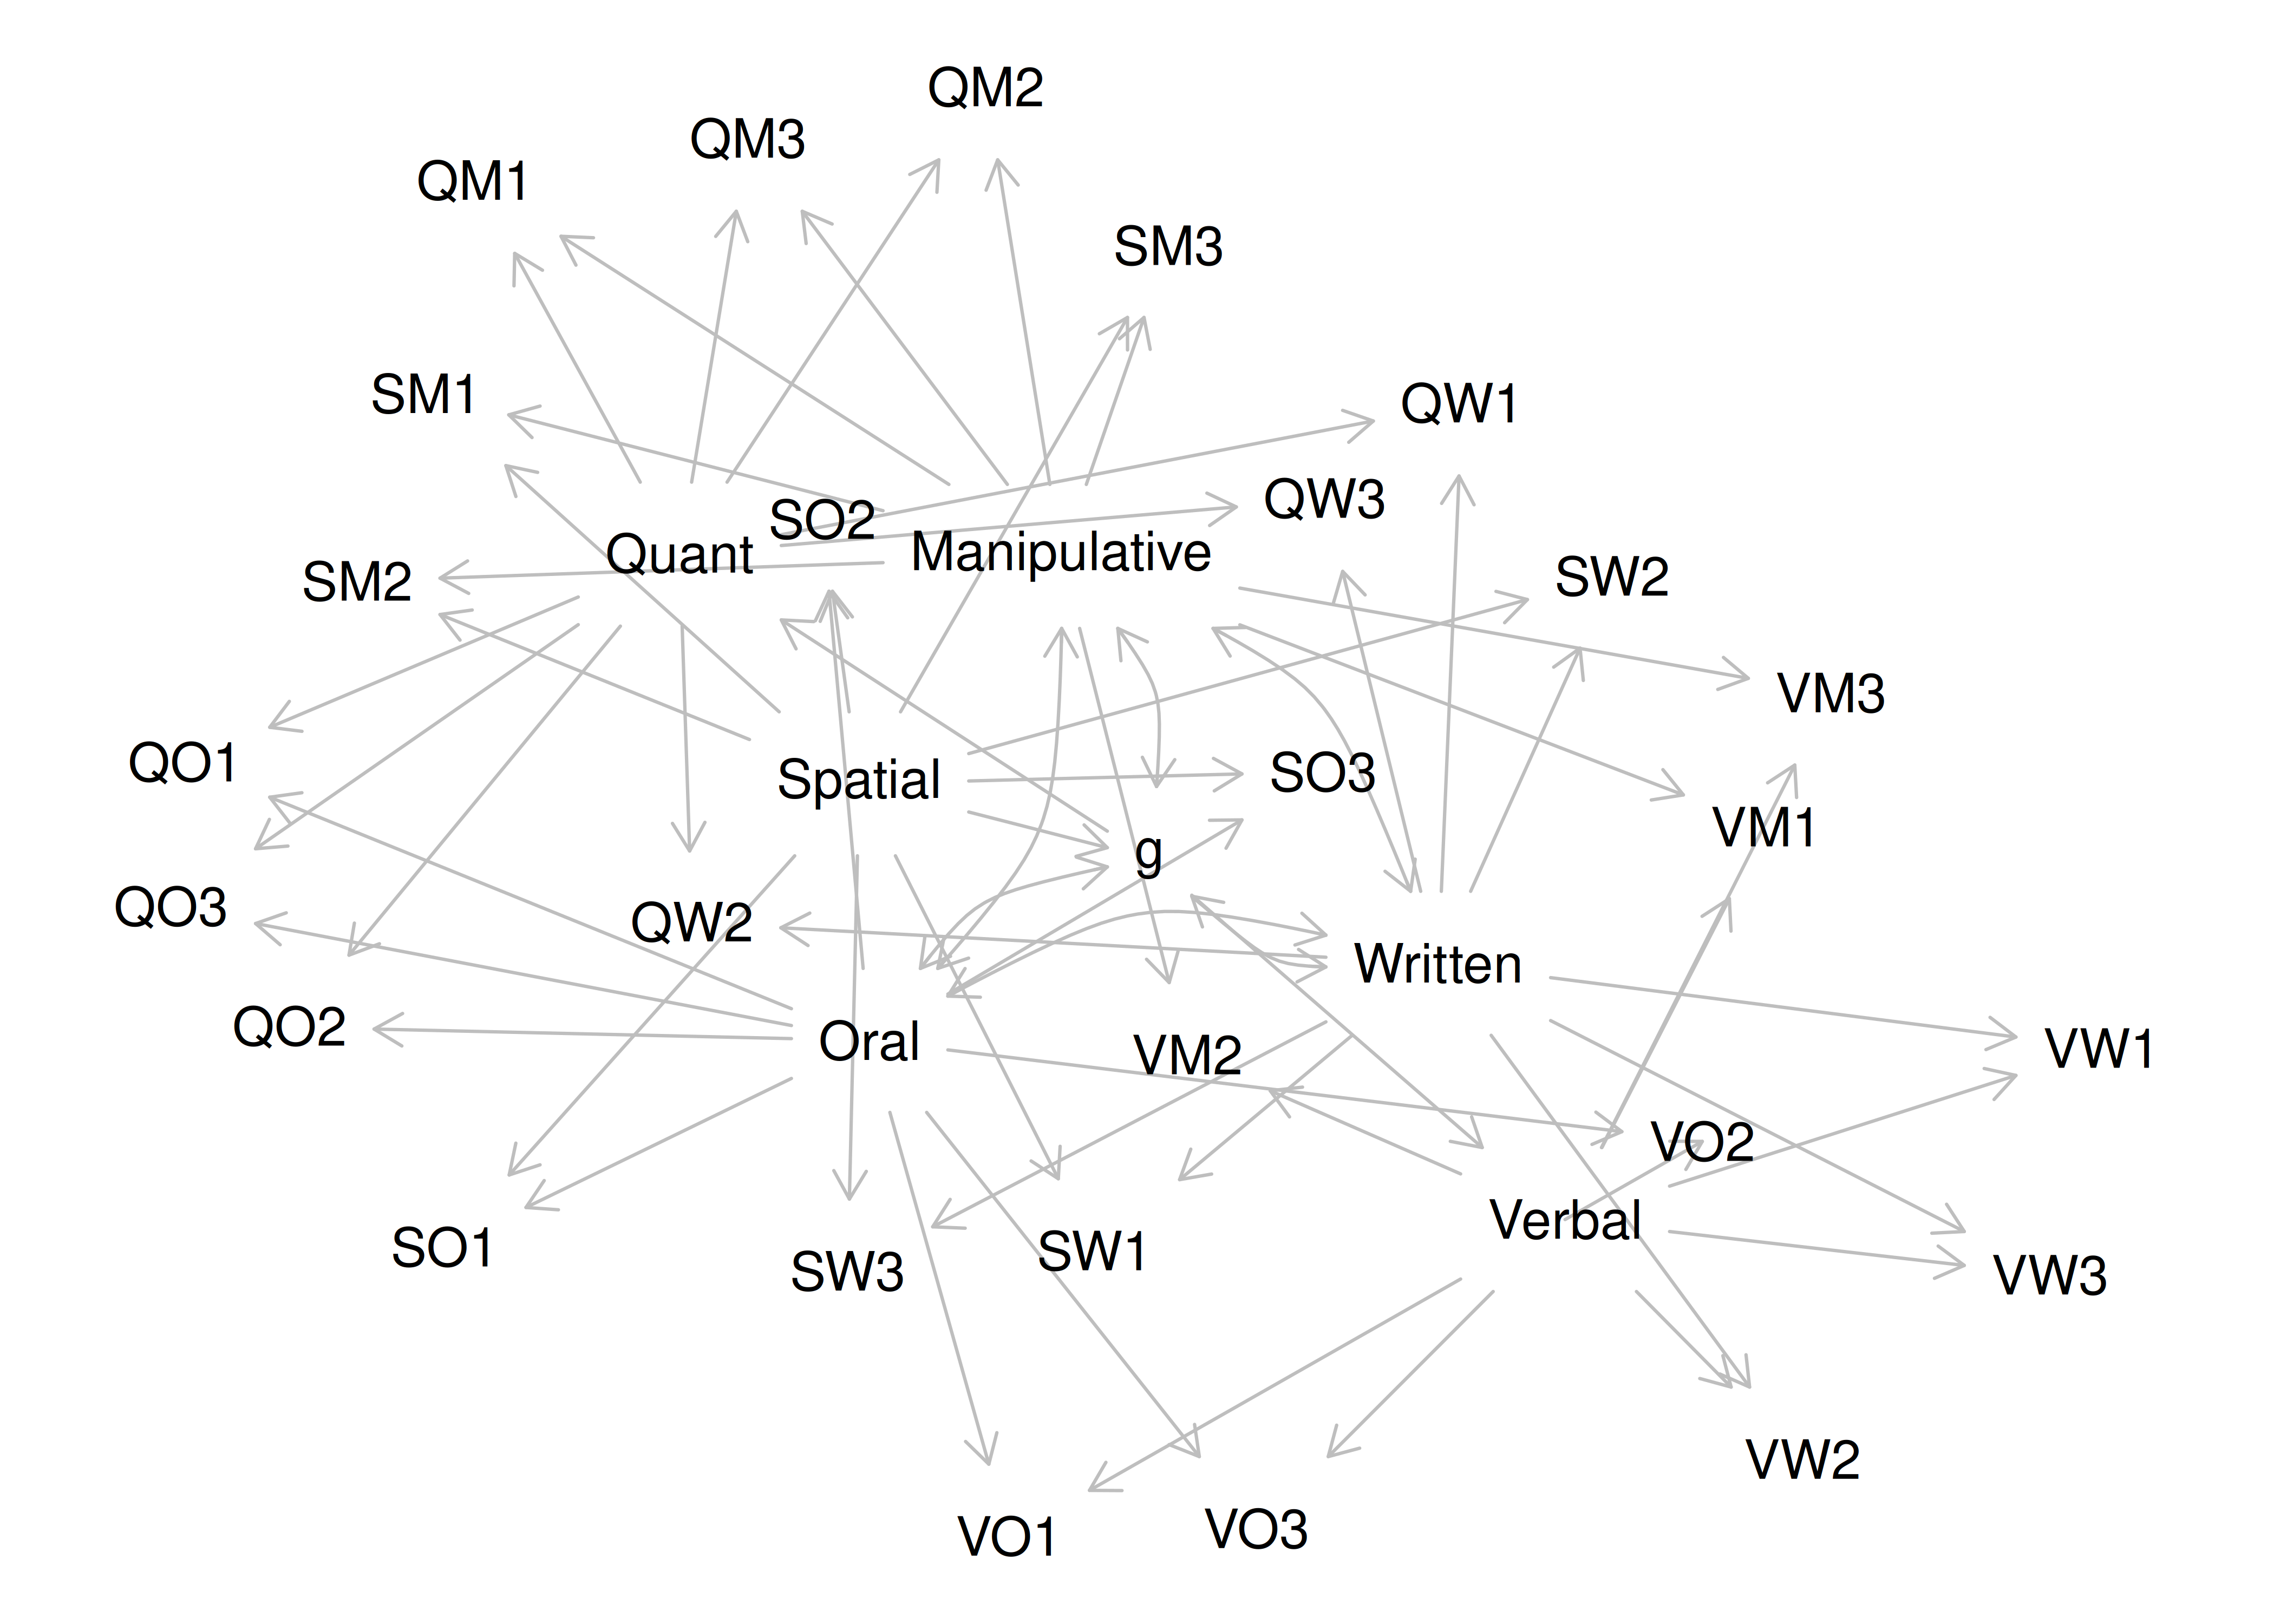 QM2
QM3
QM1
SM3
SM1
QW1
QW3
SO2
Quant
Manipulative
SM2
SW2
VM3
QO1
Spatial
SO3
VM1
g
QO3
QW2
Written
QO2
Oral
VM2
VW1
VO2
Verbal
SO1
SW3
SW1
VW3
VW2
VO1
VO3